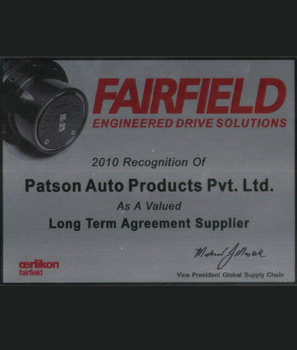 FAIRFIELD
ENGINEERED DRIVE SOLUTIONS
2010 Recognition Of
Patson Auto Products Pvt. Ltd.
As A Valued
Long Term Agreement Supplier
œrlikon
fairfield
Vice President Global Supply Chain